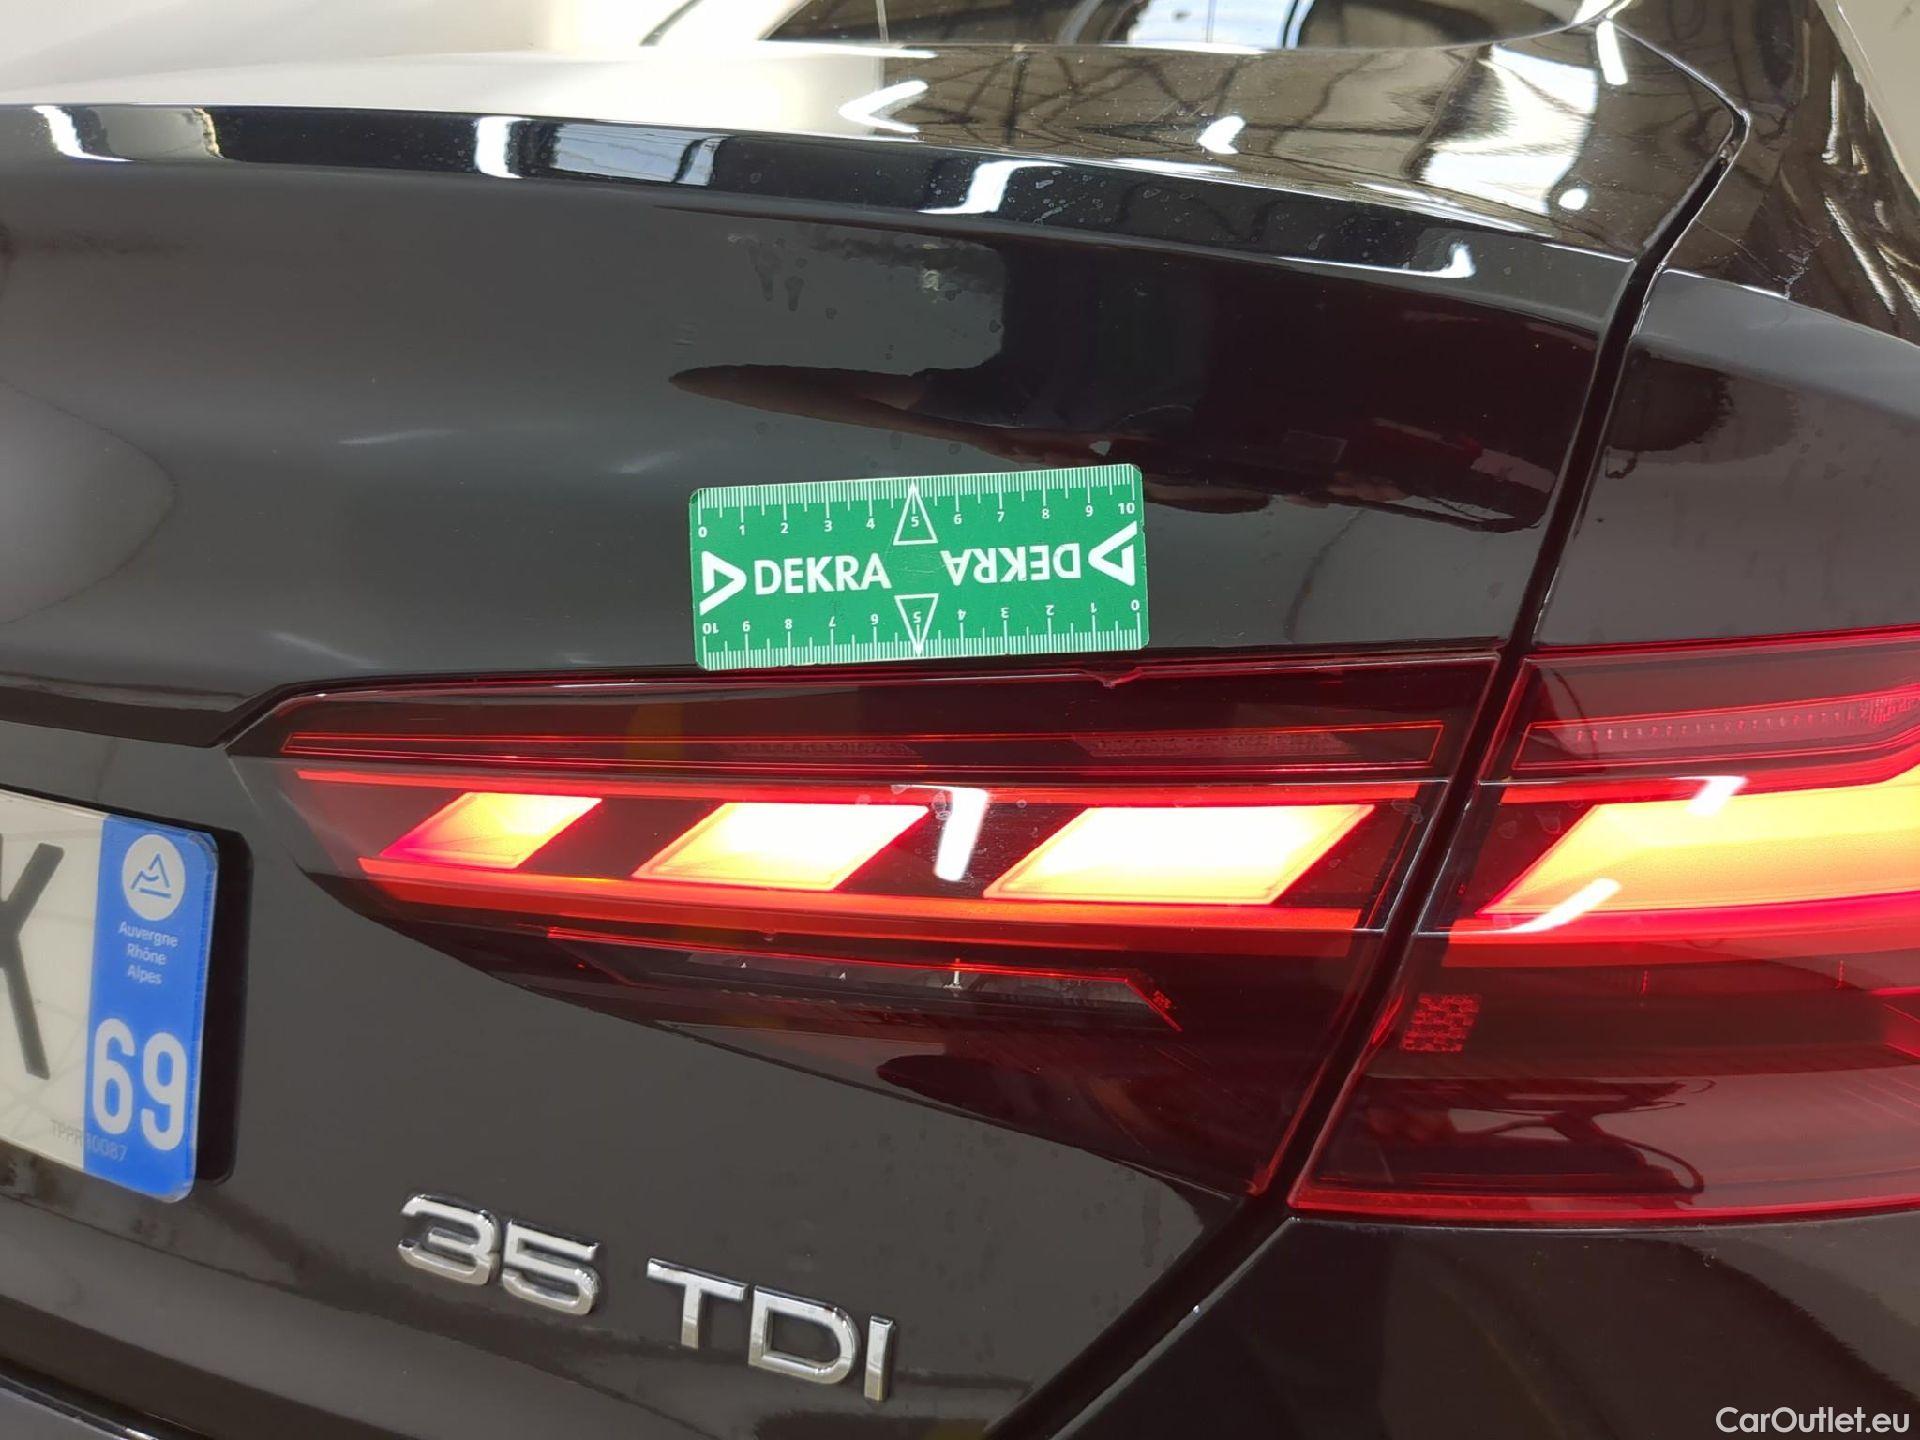 0 1 2 3 4 5 6 7 8 9 10
DEKRA DEKRA
10 9 8 7 6 5 4 3 2 1 0
K
Auvergne
Rhône
Alpes
69
TPPR10087
35 TDI
CarOutlet.eu